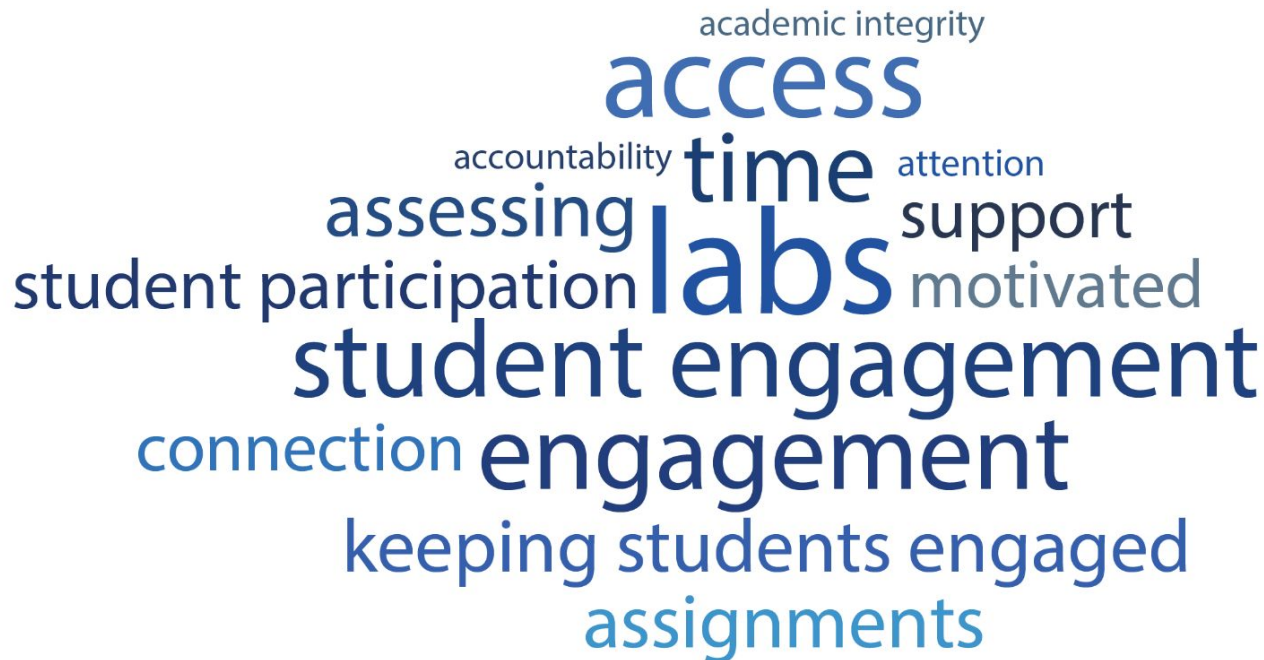 academic integrity
access
accountability time attention
assessing labs support
student participation motivated
student engagement
connection engagement
keeping students engaged
assignments